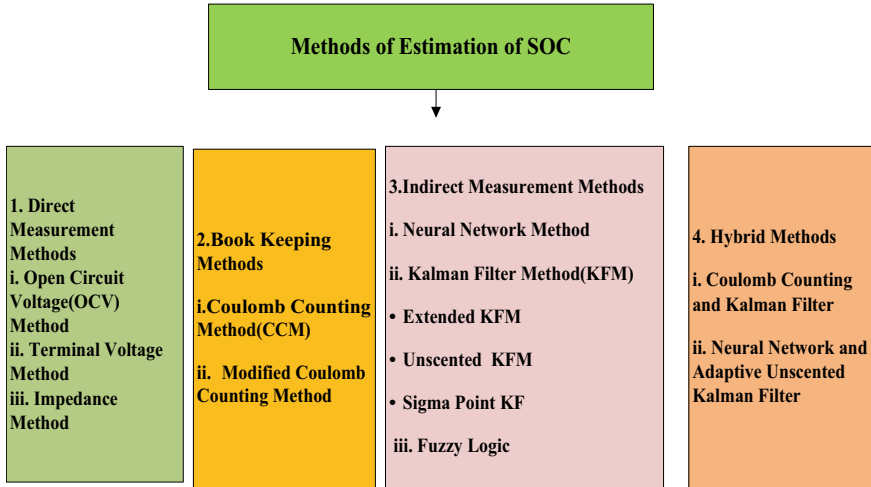 Methods of Estimation of SOC
1. Direct
Measurement
Methods
i. Open Circuit
Voltage(OCV)
Method
ii. Terminal Voltage
Method
iii. Impedance
Method
2.Book Keeping
Methods
i.Coulomb Counting
Method(CCM)
ii. Modified Coulomb
Counting Method
3.Indirect Measurement Methods
i. Neural Network Method
ii. Kalman Filter Method(KFM)
• Extended KFM
• Unscented KFM
• Sigma Point KF
iii. Fuzzy Logic
4. Hybrid Methods
i. Coulomb Counting
and Kalman Filter
ii. Neural Network and
Adaptive Unscented
Kalman Filter